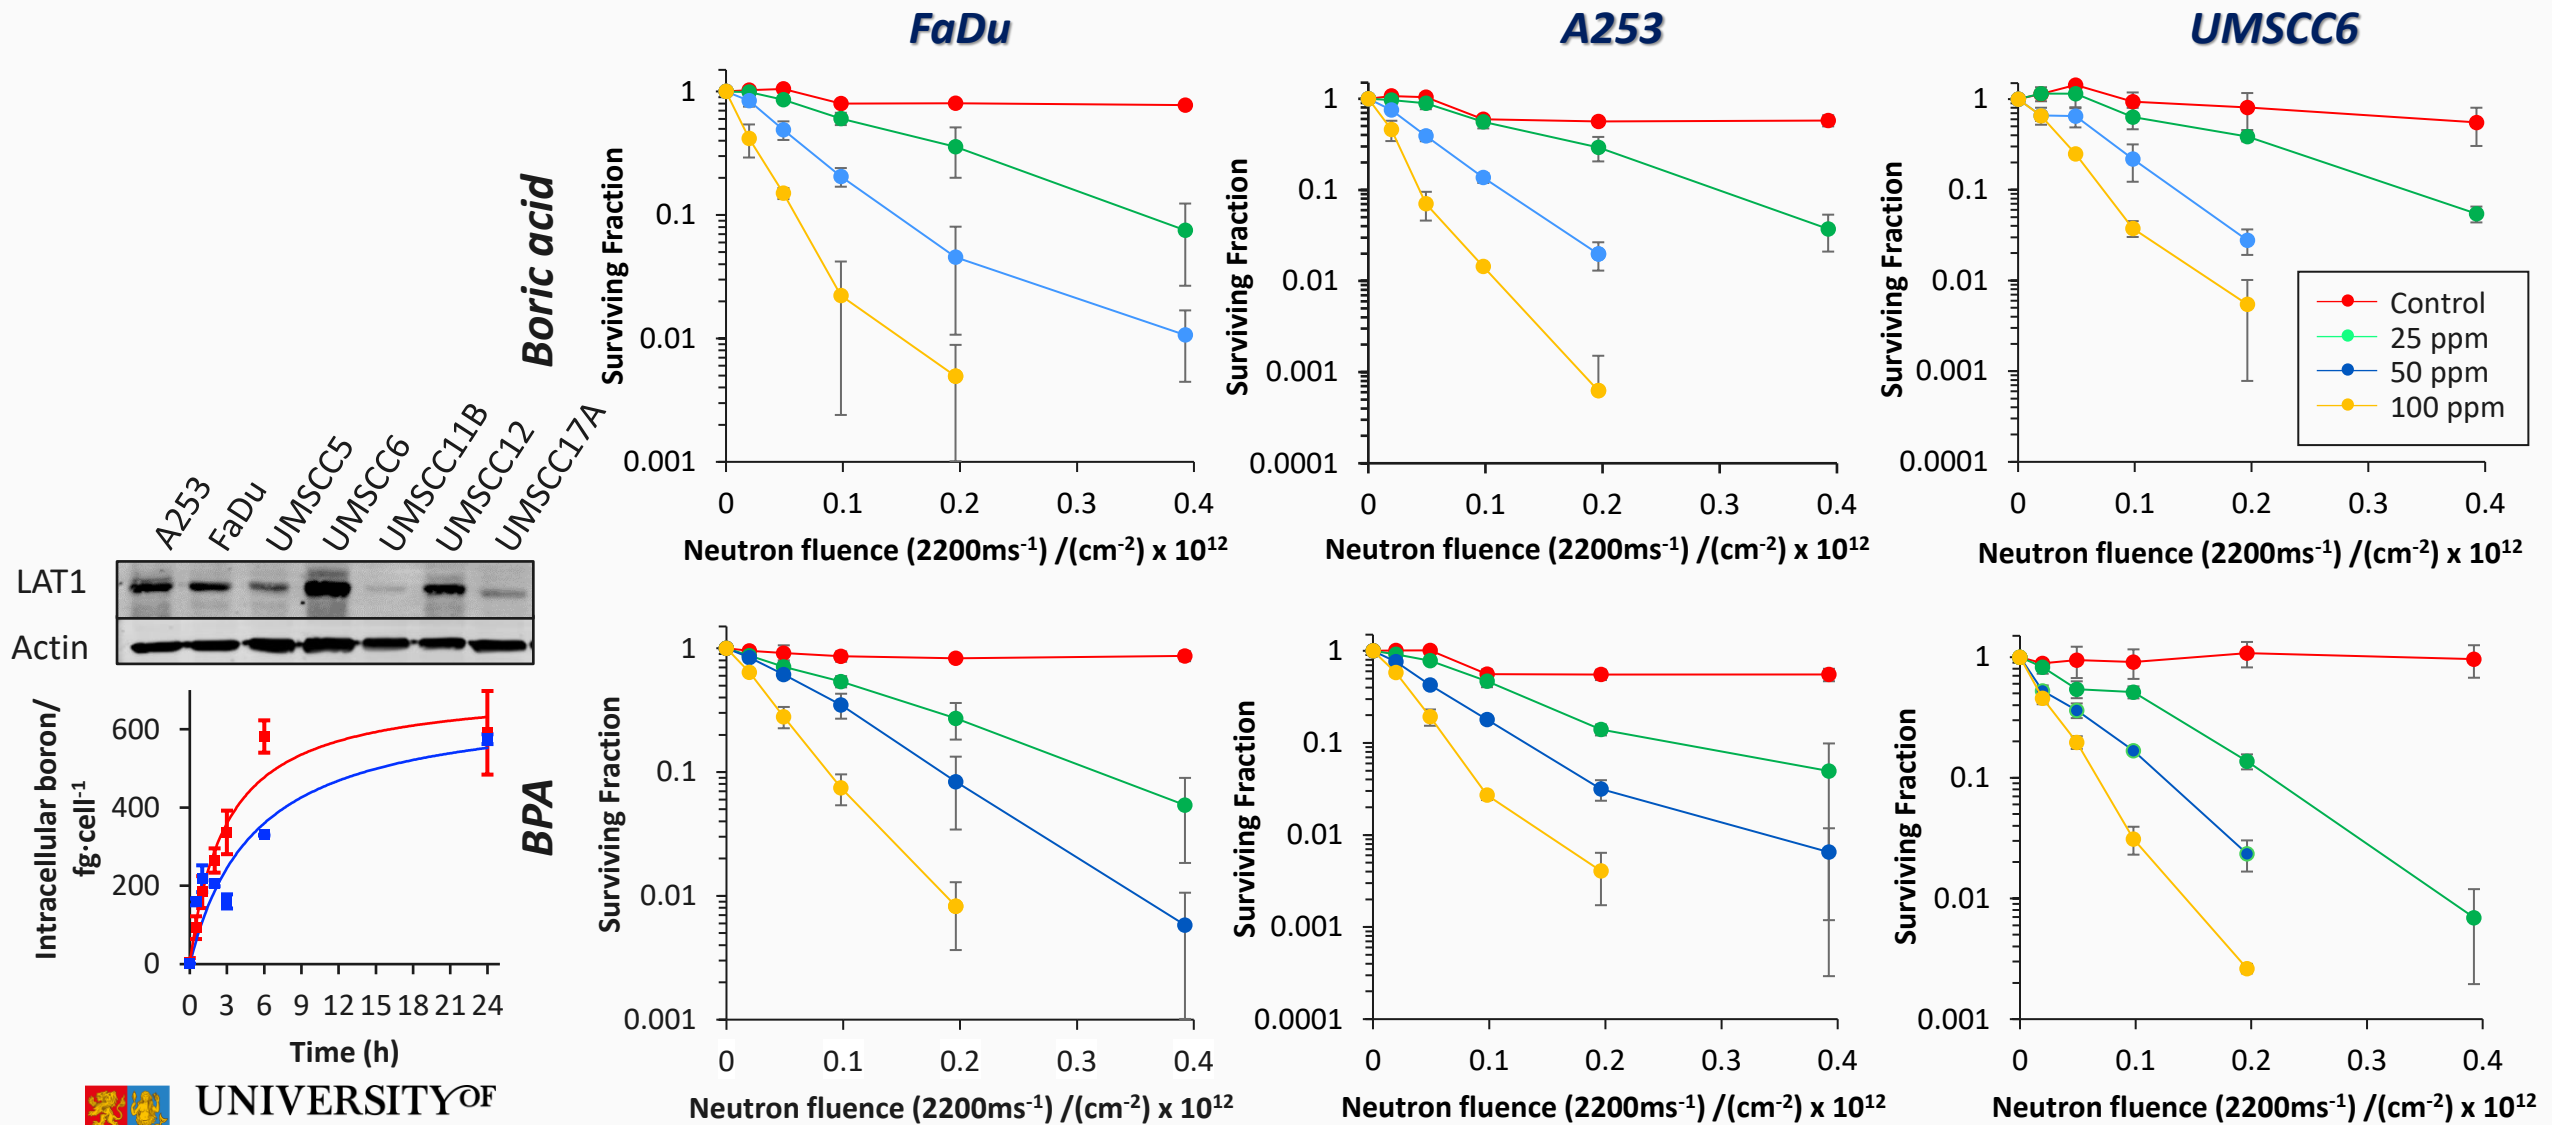 FaDu
A253
UMSCC6
Boric acid
Surviving Fraction
1
0.1
0.01
0.001
0
0.1
0.2
0.3
0.4
Neutron fluence (2200ms-1) /(cm-2) x 1012
Surviving Fraction
1
0.1
0.01
0.001
0.0001
0
0.1
0.2
0.3
0.4
Neutron fluence (2200ms-1) /(cm-2) x 1012
Surviving Fraction
1
0.1
0.01
0.001
0.0001
0
0.1
0.2
0.3
0.4
Neutron fluence (2200ms-1) /(cm-2) x 1012
Control
25 ppm
50 ppm
100 ppm
A253
FaDu
UMSCC5
UMSCC6
UMSCC11B
UMSCC12
UMSCC17A
LAT1
Actin
Intracellular boron/
fg·cell-1
600
400
200
0
0 3 6 9 12 15 18 21 24
Time (h)
BPA
Surviving Fraction
1
0.1
0.01
0.001
0
0.1
0.2
0.3
0.4
Neutron fluence (2200ms-1) /(cm-2) x 1012
Surviving Fraction
1
0.1
0.01
0.001
0.0001
0
0.1
0.2
0.3
0.4
Neutron fluence (2200ms-1) /(cm-2) x 1012
Surviving Fraction
1
0.1
0.01
0.001
0
0.1
0.2
0.3
0.4
Neutron fluence (2200ms-1) /(cm-2) x 1012
UNIVERSITY OF